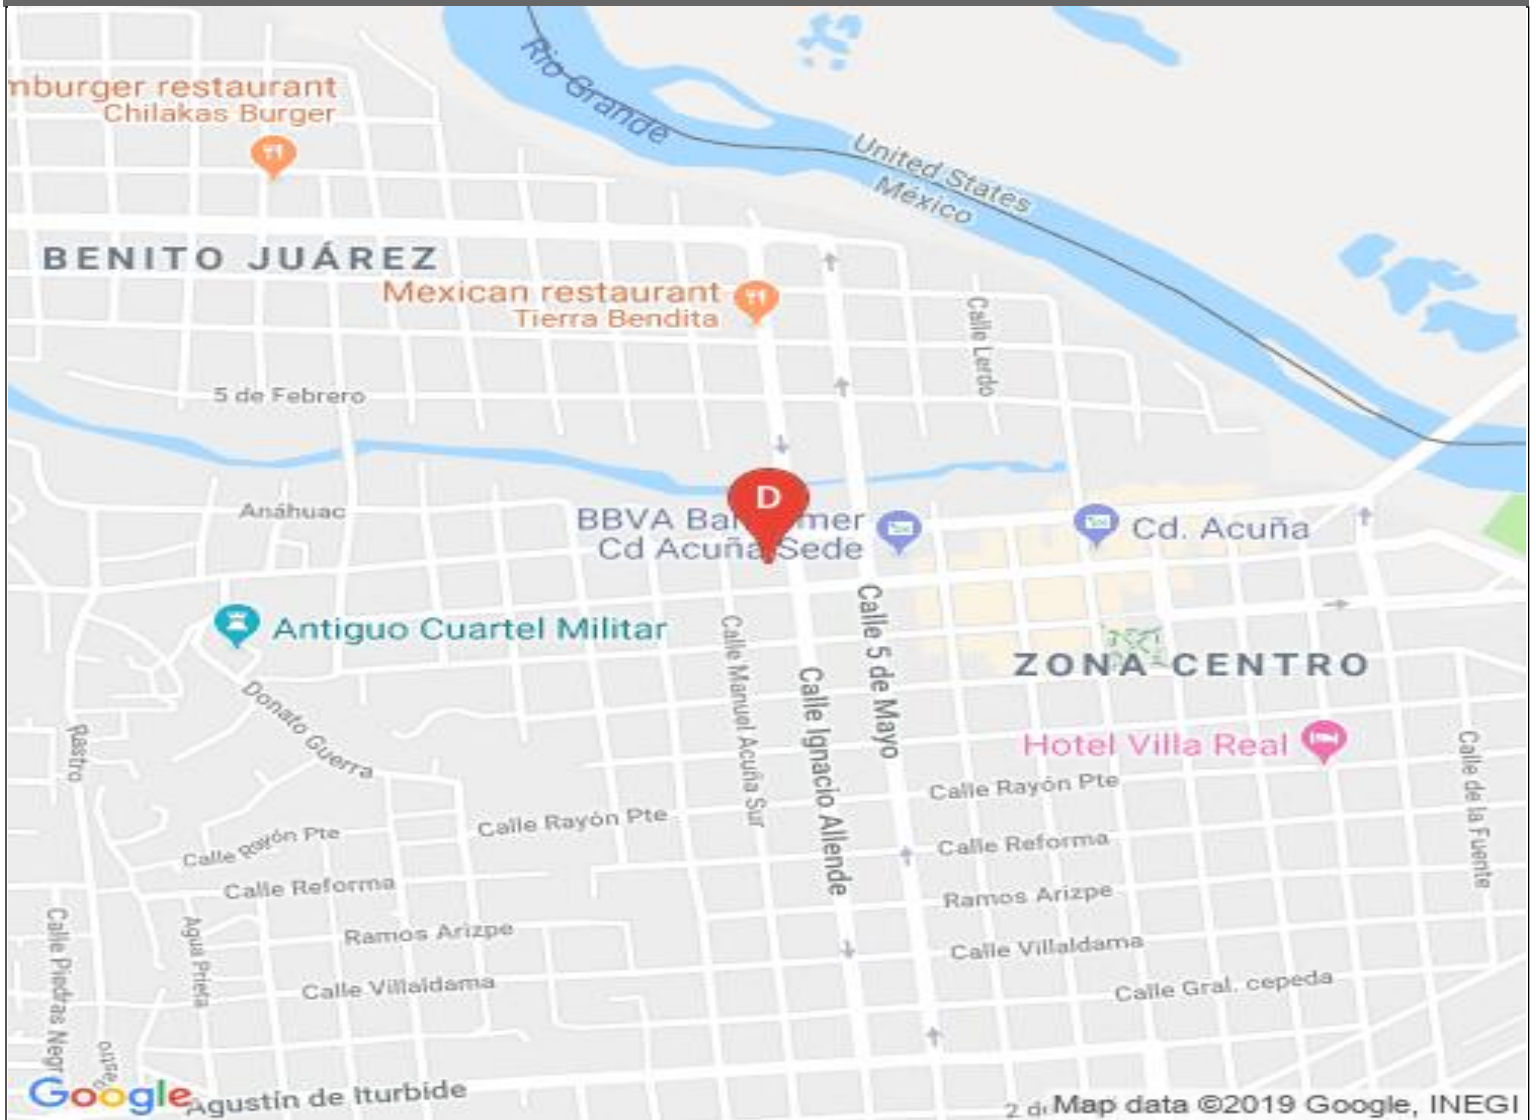 Rio Grande
mburger restaurant
Chilakas Burger
United States
México
BENITO JUÁREZ
Mexican restaurant
Tierra Bendita
Calle Lerdo
5 de Febrero
D
Anáhuac
BBVA Ban mer
Cd Acuña Sede
Cd. Acuña
Antiguo Cuartel Militar
Calle Manuel Acuña Sur
Calle Ignacio Allende
Calle 5 de Mayo
ZONA CENTRO
Donato Guerra
Rastro
Hotel Villa Real
Calle de la Fuente
Calle Rayón Pte
Calle Rayón Pte
Calle Rayón Pte
Calle Reforma
Calle Reforma
Ramos Arizpe
Ramos Arizpe
Agua Prieta
Calle Piedras Negr
Calle Villaldama
Calle Villaldama
Calle Gral. cepeda
Google
Agustín de Iturbide
Map data ©2019 Google, INEGI